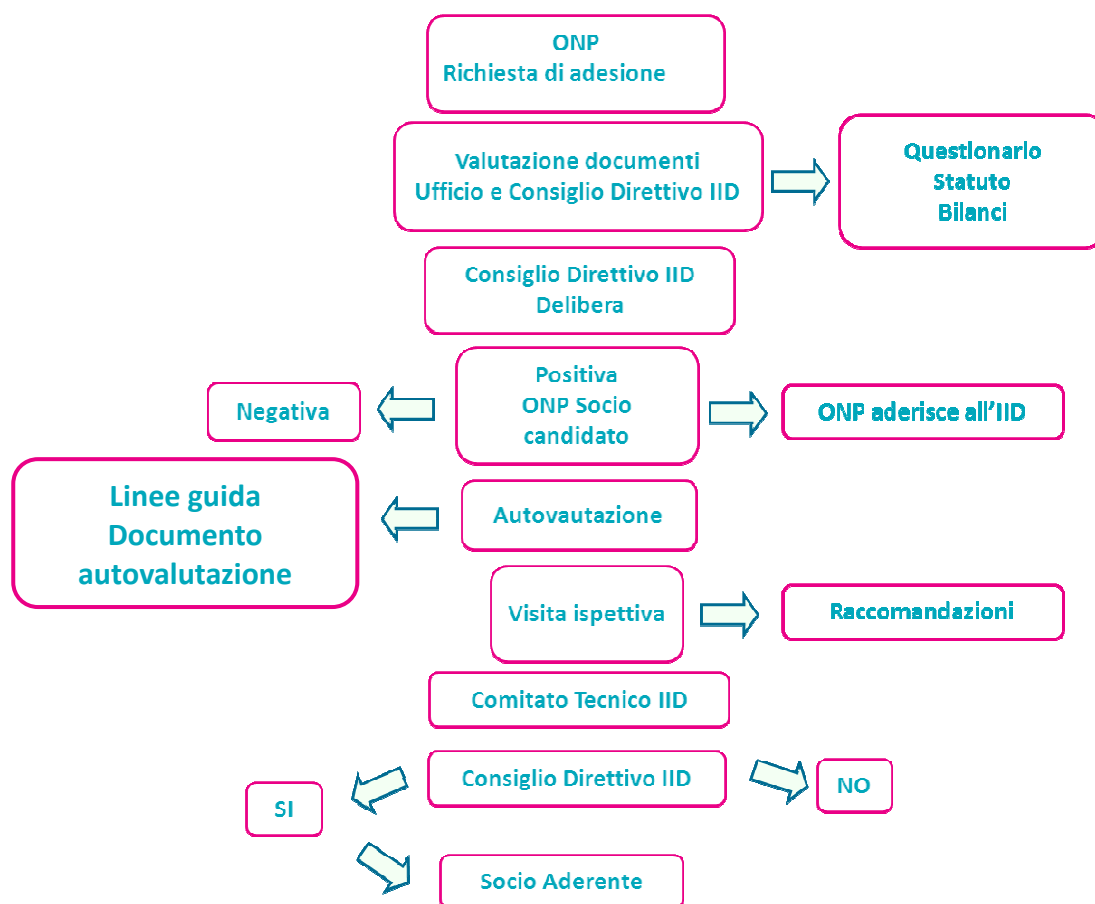 ONP
Richiesta di adesione
Valutazione documenti
Ufficio e Consiglio Direttivo IID
Questionario
Statuto
Bilanci
Consiglio Direttivo IID
Delibera
Negativa
Positiva
ONP Socio
candidato
ONP aderisce all'IID
Linee guida
Documento
autovalutazione
Autovautazione
Visita ispettiva
Raccomandazioni
Comitato Tecnico IID
Consiglio Direttivo IID
SI
NO
Socio Aderente